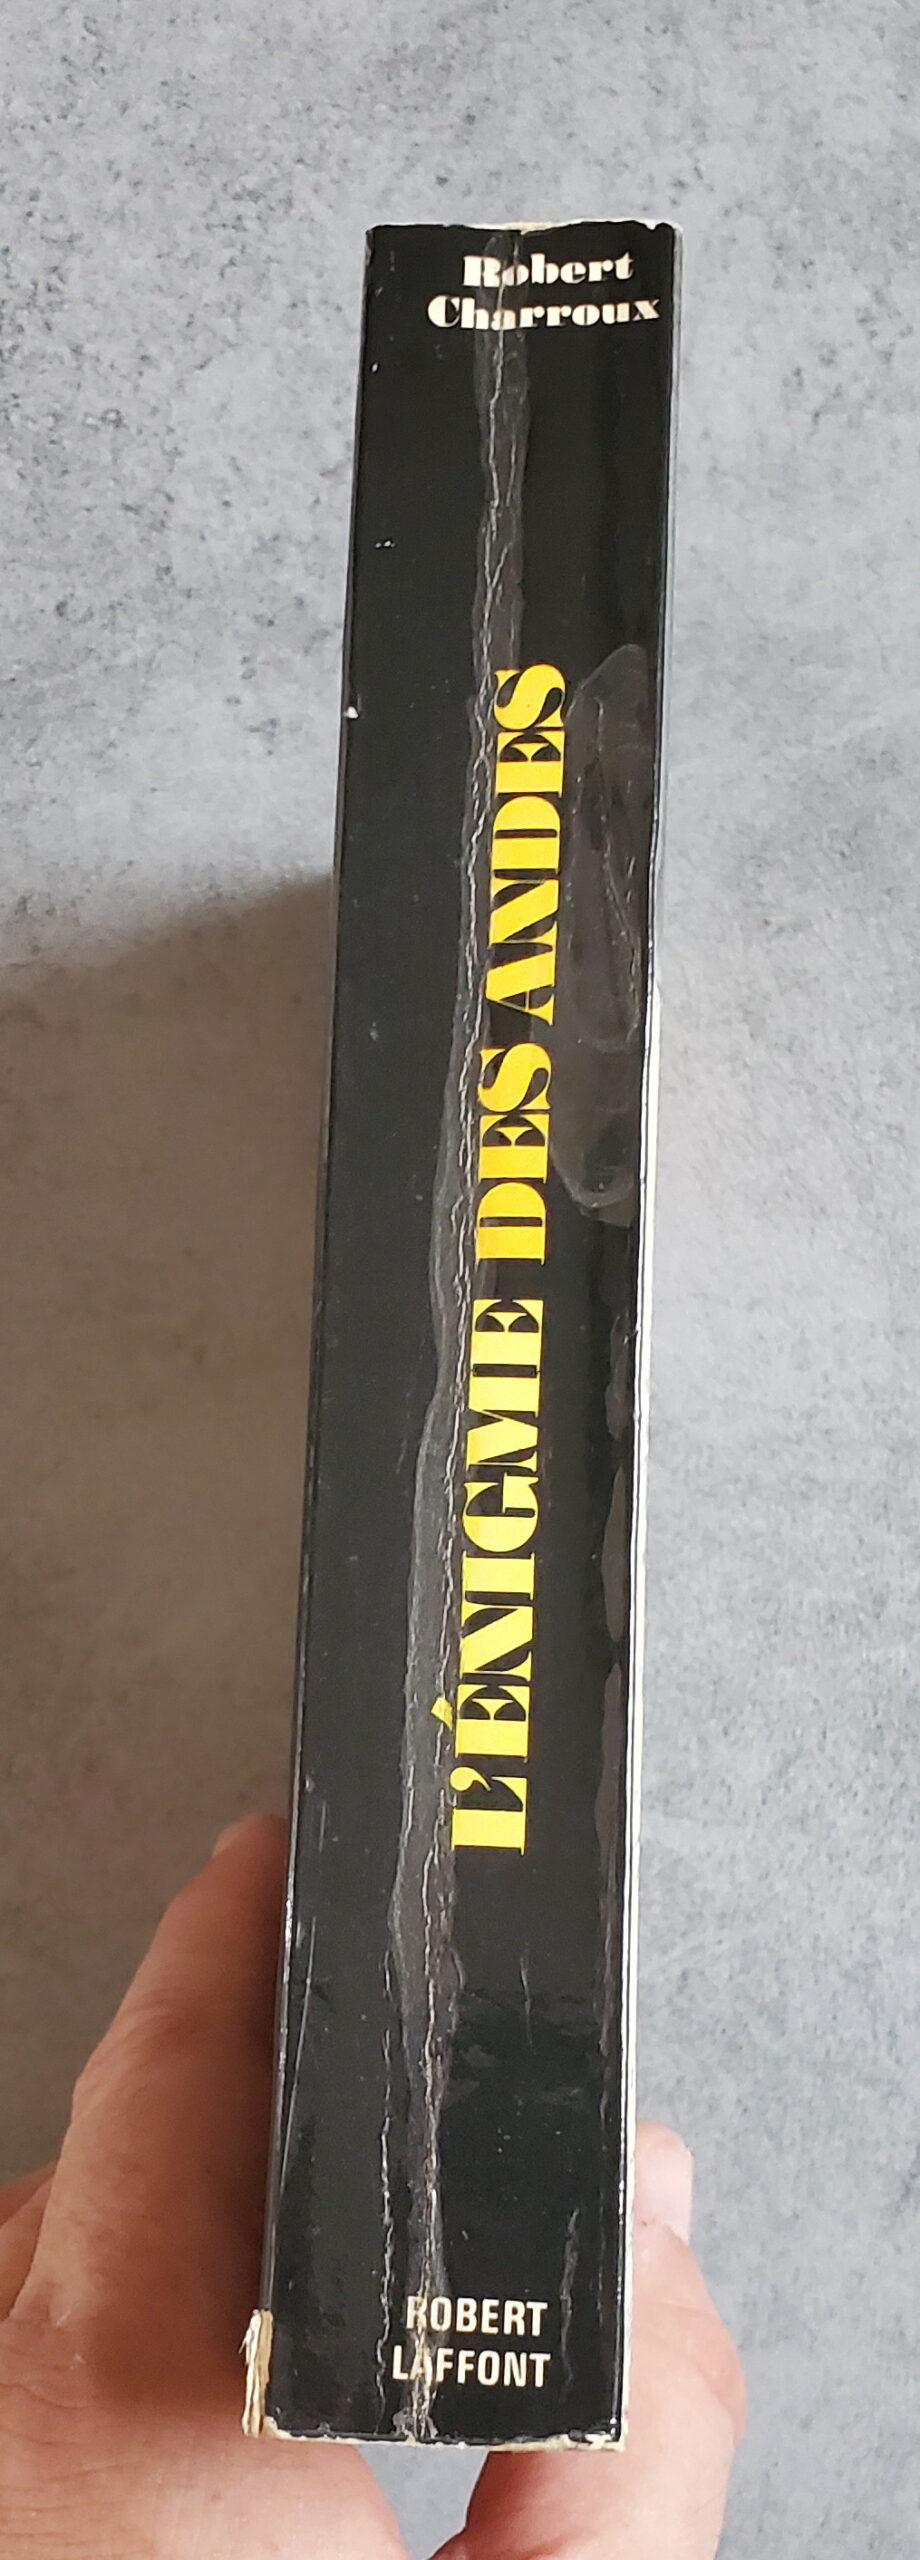 Robert
Charroux
L'ÉNIGME DES ANDES
ROBERT
LAFFONT